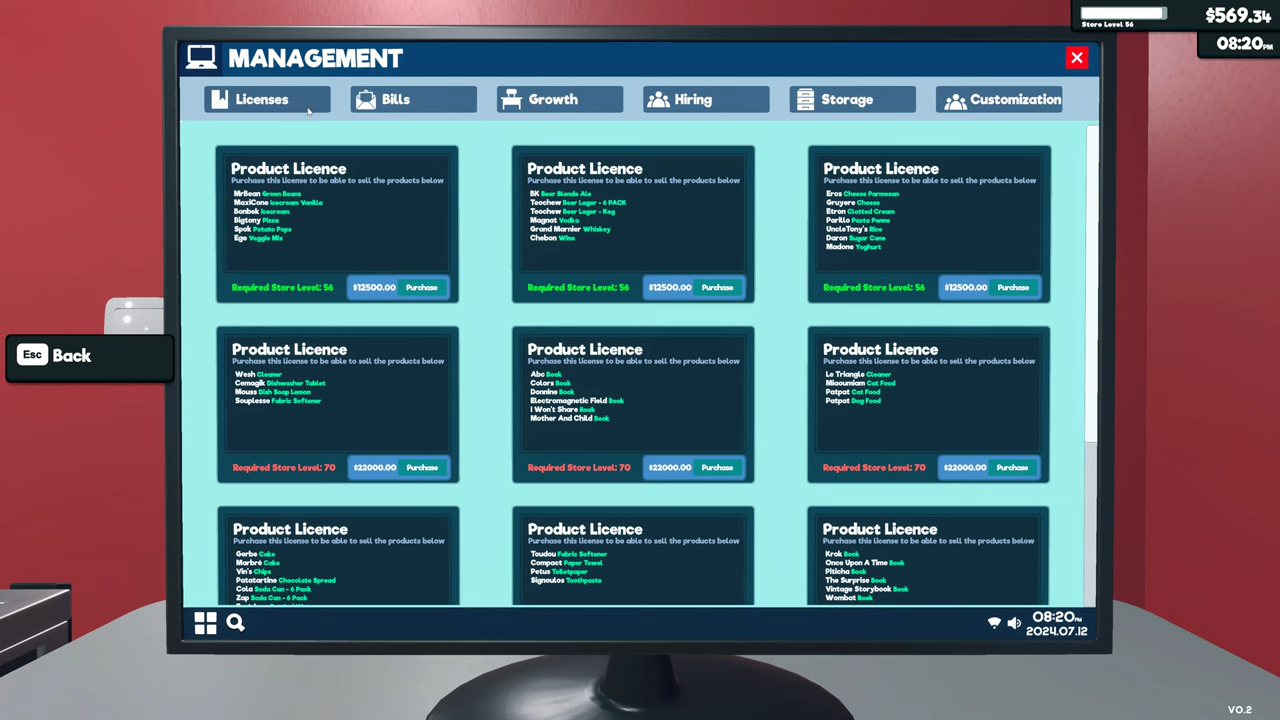 $569.34
Store Level 56
08:20PM
MANAGEMENT
Licenses
Bills
Growth
Hiring
Storage
Customization
Product Licence
Purchase this license to be able to sell the products below
MrBean Green Beans
MaxiCone Icecream Vanilla
Bonbek Icecream
Bigtony Pizza
Spok Potato Pops
Ege Veggie Mix
Required Store Level: 56
$12500.00
Purchase
Product Licence
Purchase this license to be able to sell the products below
BK Beer Blonde Ale
Teochew Beer Lager - 6 PACK
Teochew Beer Lager - Keg
Magnat Vodka
Grand Marnier Whiskey
Chebon Wine
Required Store Level: 56
$12500.00
Purchase
Product Licence
Purchase this license to be able to sell the products below
Eros Cheese Parmesan
Gruyere Cheese
Etron Clotted Cream
Parillo Pasta Penne
UncleTony's Rice
Daron Sugar Cane
Madone Yoghurt
Required Store Level: 56
$12500.00
Purchase
Esc Back
Product Licence
Purchase this license to be able to sell the products below
Wesh Cleaner
Cemagik Dishwasher Tablet
Mouss Dish Soap Lemon
Souplesse Fabric Softener
Required Store Level: 70
$22000.00
Purchase
Product Licence
Purchase this license to be able to sell the products below
Abc Book
Colors Book
Donnine Book
Electromagnetic Field Book
I Won't Share Book
Mother And Child Book
Required Store Level: 70
$22000.00
Purchase
Product Licence
Purchase this license to be able to sell the products below
Le Triangle Cleaner
Miaoumiam Cat Food
Patpat Cat Food
Patpat Dog Food
Required Store Level: 70
$22000.00
Purchase
Product Licence
Purchase this license to be able to sell the products below
Gerbe Cake
Marbré Cake
Vin's Chips
Patatartine Chocolate Spread
Cola Soda Can - 6 Pack
Zap Soda Can - 6 Pack
Product Licence
Purchase this license to be able to sell the products below
Toudou Fabric Softener
Compact Paper Towel
Petus Toiletpaper
Signoulos Toothpaste
Product Licence
Purchase this license to be able to sell the products below
Krok Book
Once Upon A Time Book
Piticha Book
The Surprise Book
Vintage Storybook Book
Wombat Book
08:20PM
2024.07.12
V0.2